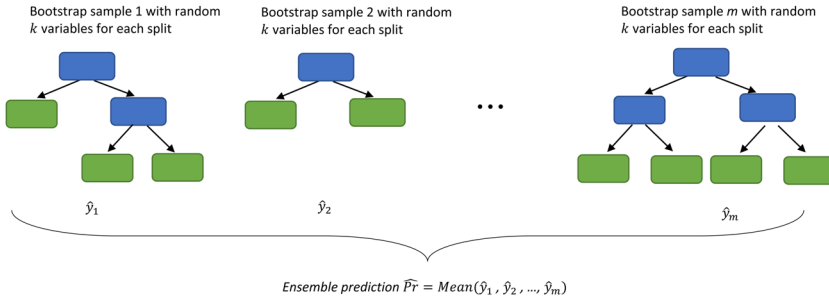 Bootstrap sample 1 with random
k variables for each split
Bootstrap sample 2 with random
k variables for each split
Bootstrap sample m with random
k variables for each split
...
ŷ₁
ŷ₂
ŷₘ
Ensemble prediction P̂r = Mean(ŷ₁ , ŷ₂ , ..., ŷₘ)